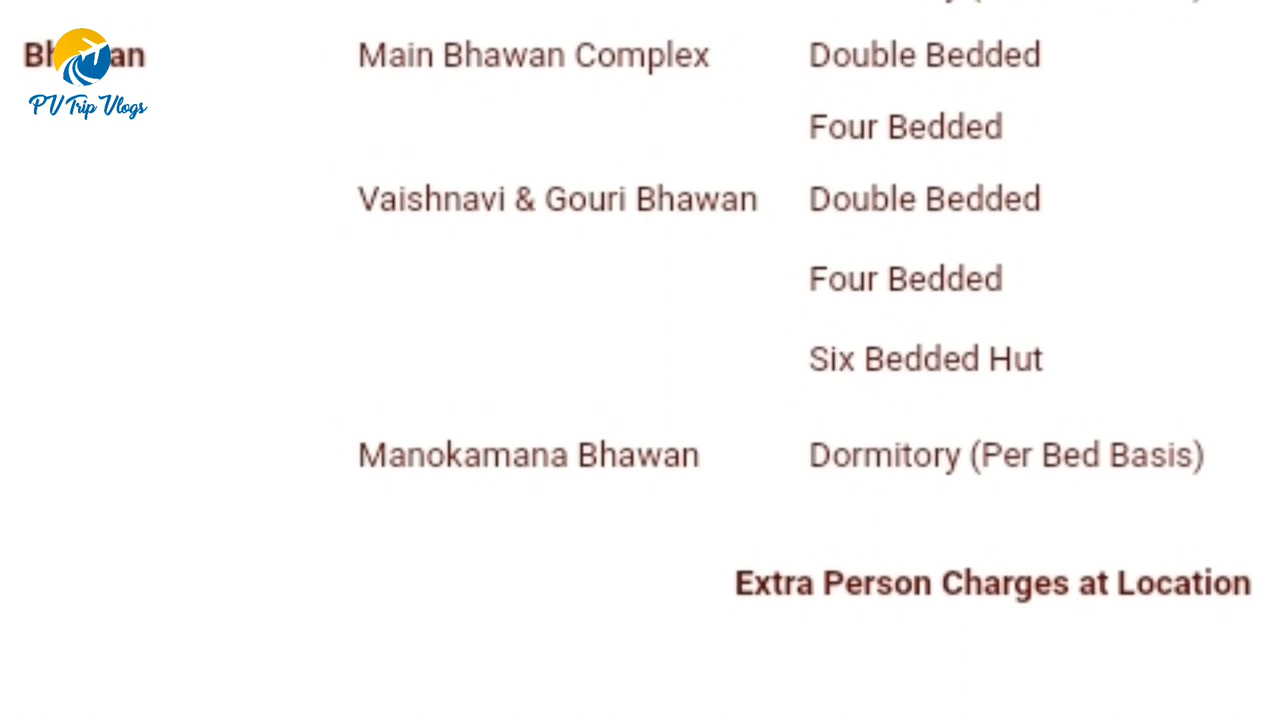 Main Bhawan Complex Double Bedded
PV Trip Vlogs
Four Bedded
Vaishnavi & Gouri Bhawan Double Bedded
Four Bedded
Six Bedded Hut
Manokamana Bhawan Dormitory (Per Bed Basis)
Extra Person Charges at Location